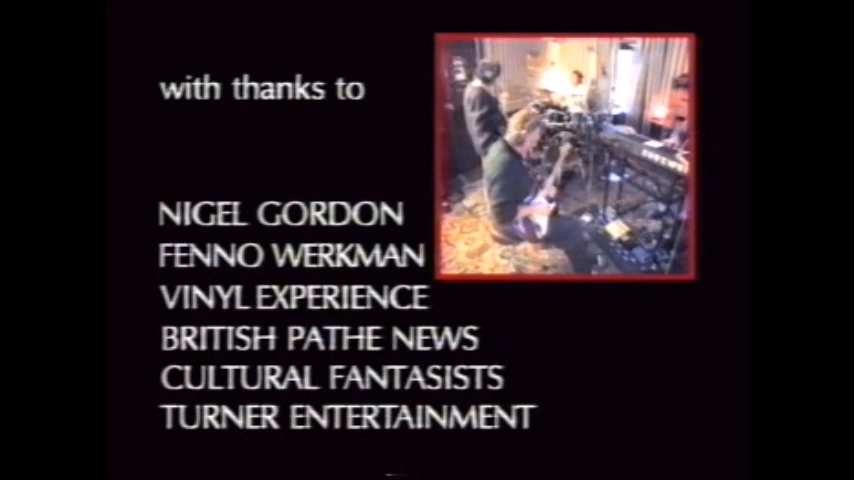 with thanks to
NIGEL GORDON
FENNO WERKMAN
VINYL EXPERIENCE
BRITISH PATHE NEWS
CULTURAL FANTASISTS
TURNER ENTERTAINMENT